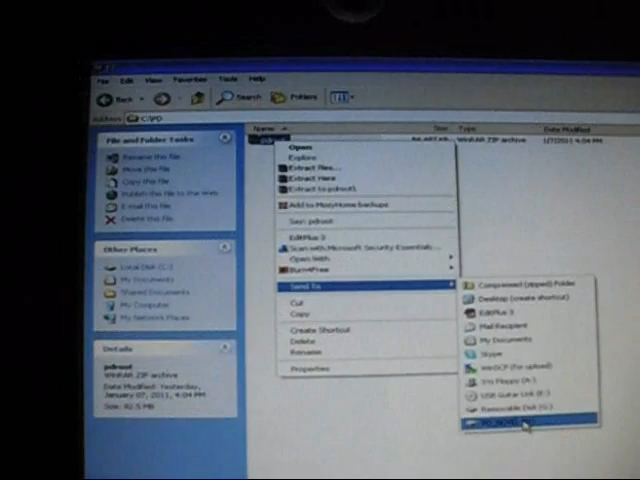 File Edit View Favorites Tools Help
Back Search Folders
Address C:\PD
Name Size Type Date Modified
WinRAR ZIP archive 1/7/2011 4:04 PM
File and Folder Tasks
Rename this file
Move this file
Copy this file
Publish this file to the Web
E-mail this file
Delete this file
Other Places
Local Disk (C:)
My Documents
Shared Documents
My Computer
My Network Places
Details
pdroot
WinRAR ZIP archive
Date Modified: Yesterday,
January 07, 2011, 4:04 PM
Size: 82.5 MB
Open
Explore
Extract files...
Extract Here
Extract to pdroot\
Add to MozyHome backups
Sync pdroot
EditPlus 3
Scan with Microsoft Security Essentials...
Open With
Burn4Free
Send To
Cut
Copy
Create Shortcut
Delete
Rename
Properties
Compressed (zipped) Folder
Desktop (create shortcut)
EditPlus 3
Mail Recipient
My Documents
Skype
WinSCP (for upload)
3½ Floppy (A:)
USB Guitar Link (F:)
Removable Disk (G:)